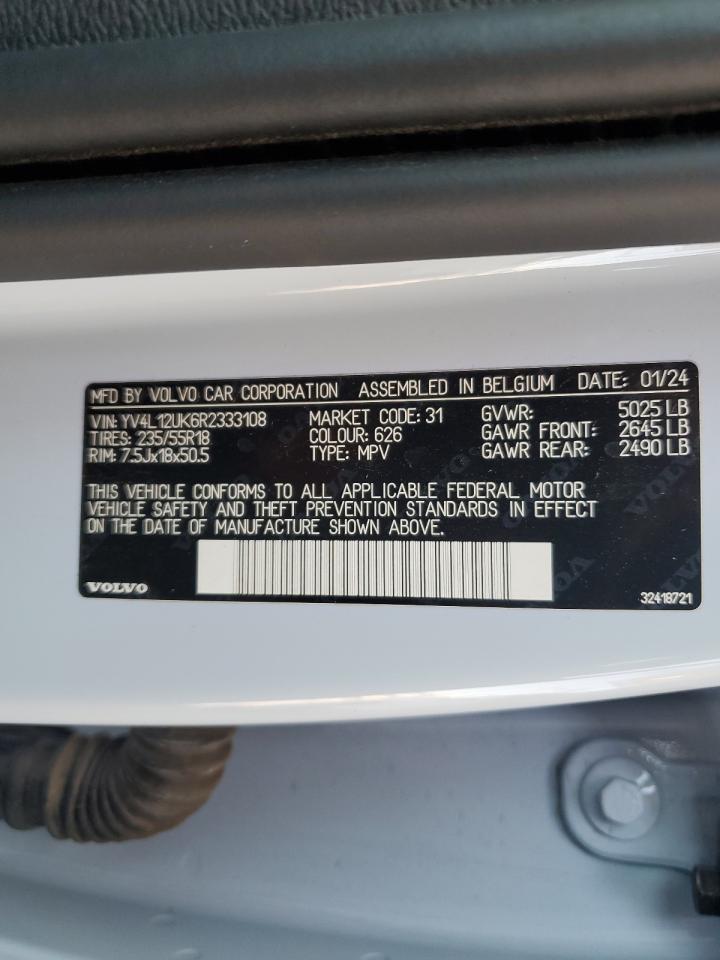 MFD BY VOLVO CAR CORPORATION ASSEMBLED IN BELGIUM DATE: 01/24
VIN: YV4L12UK6R2333108 MARKET CODE: 31 GVWR: 5025 LB
TIRES: 235/55R18 COLOUR: 626 GAWR FRONT: 2645 LB
RIM: 7.5Jx18x50.5 TYPE: MPV GAWR REAR: 2490 LB
THIS VEHICLE CONFORMS TO ALL APPLICABLE FEDERAL MOTOR
VEHICLE SAFETY AND THEFT PREVENTION STANDARDS IN EFFECT
ON THE DATE OF MANUFACTURE SHOWN ABOVE.
VOLVO 32418721